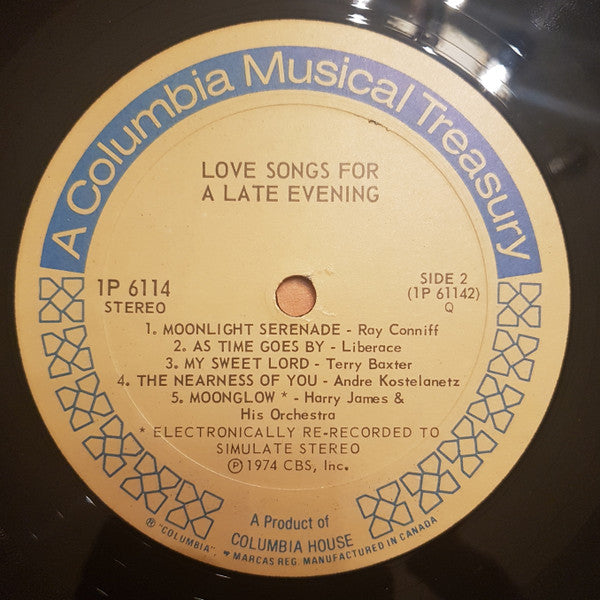 A Columbia Musical Treasury
LOVE SONGS FOR
A LATE EVENING
1P 6114
STEREO
SIDE 2
(1P 61142)
Q
1. MOONLIGHT SERENADE - Ray Conniff
2. AS TIME GOES BY - Liberace
3. MY SWEET LORD - Terry Baxter
4. THE NEARNESS OF YOU - Andre Kostelanetz
5. MOONGLOW * - Harry James &
His Orchestra
* ELECTRONICALLY RE-RECORDED TO
SIMULATE STEREO
Ⓟ 1974 CBS, Inc.
A Product of
COLUMBIA HOUSE
® "COLUMBIA", MARCAS REG. MANUFACTURED IN CANADA